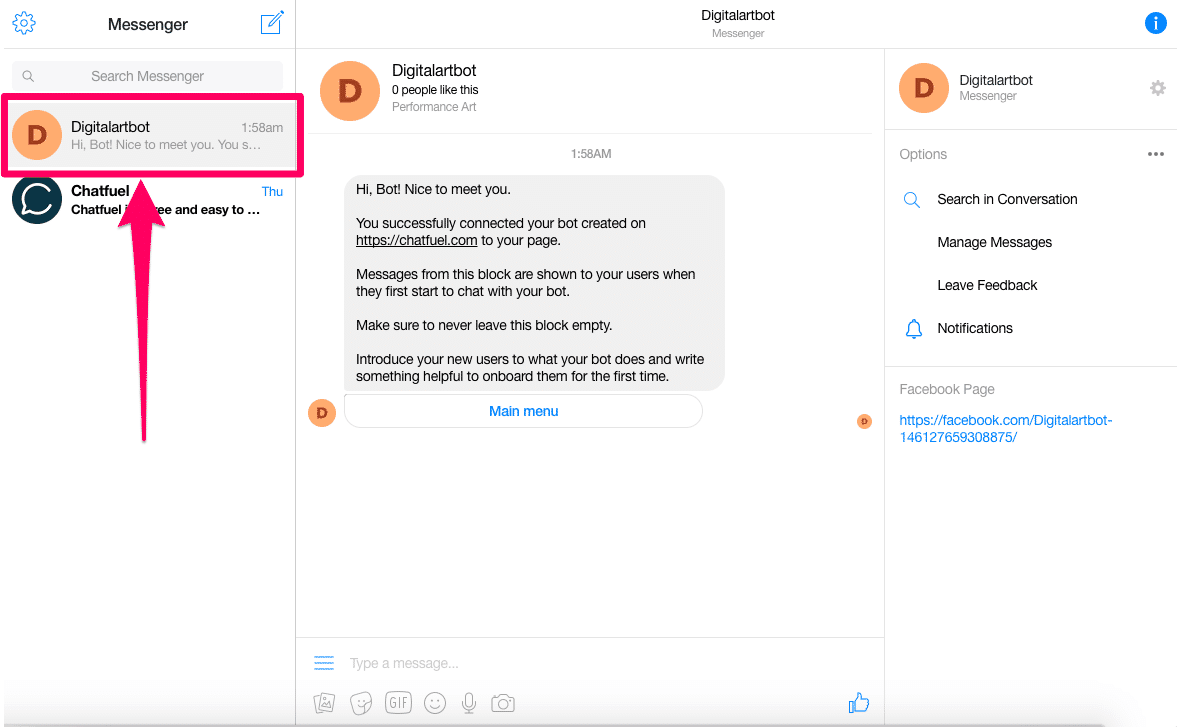 Messenger
Search Messenger
D
Digitalartbot
1:58am
Hi, Bot! Nice to meet you. You s…
Chatfuel
Thu
Chatfuel free and easy to ...
Digitalartbot
Messenger
D
Digitalartbot
0 people like this
Performance Art
1:58AM
Hi, Bot! Nice to meet you.
You successfully connected your bot created on
https://chatfuel.com to your page.
Messages from this block are shown to your users when
they first start to chat with your bot.
Make sure to never leave this block empty.
Introduce your new users to what your bot does and write
something helpful to onboard them for the first time.
D
Main menu
D
Type a message...
GIF
i
D
Digitalartbot
Messenger
Options
Search in Conversation
Manage Messages
Leave Feedback
Notifications
Facebook Page
https://facebook.com/Digitalartbot-
146127659308875/